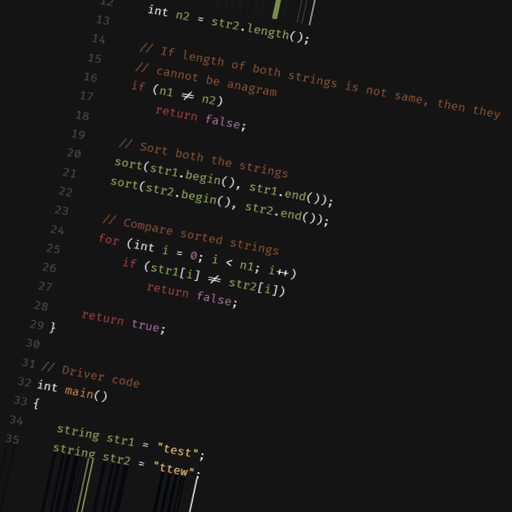 12
13 int n2 = str2.length();
14
15 // If length of both strings is not same, then they
16 // cannot be anagram
17 if (n1 ≠ n2)
18 return false;
19
20 // Sort both the strings
21 sort(str1.begin(), str1.end());
22 sort(str2.begin(), str2.end());
23
24 // Compare sorted strings
25 for (int i = 0; i < n1; i++)
26 if (str1[i] ≠ str2[i])
27 return false;
28
29 return true;
30 }
31
32 // Driver code
33 int main()
34 {
35 string str1 = "test";
string str2 = "ttew";